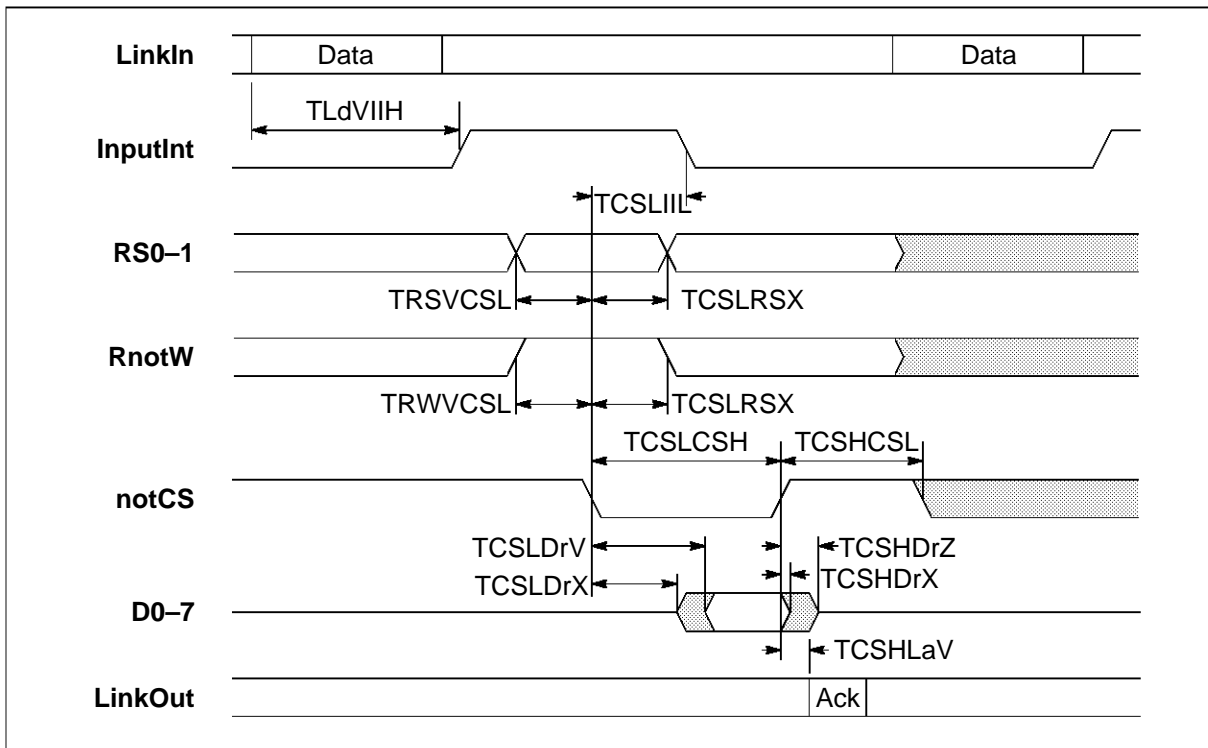 LinkIn Data Data
TLdVIIH
InputInt
TCSLIIL
RS0–1
TRSVCSL TCSLRSX
RnotW
TRWVCSL TCSLRSX
TCSLCSH TCSHCSL
notCS
TCSLDrV TCSHDrZ
TCSLDrX TCSHDrX
D0–7
TCSHLaV
LinkOut Ack